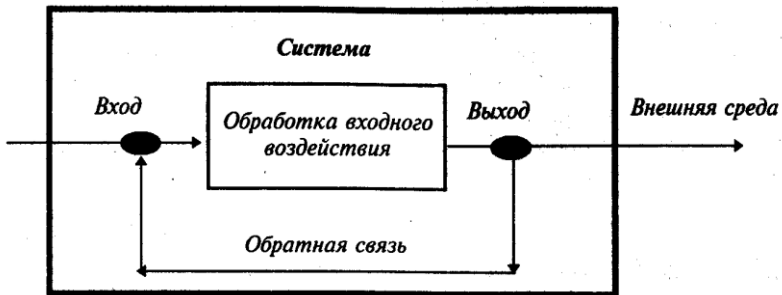 Система
Вход
Выход
Внешняя среда
Обработка входного
воздействия
Обратная связь